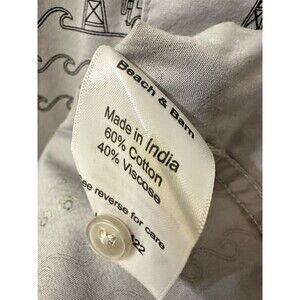 Beach & Barn
Made in India
60% Cotton
40% Viscose
See reverse for care